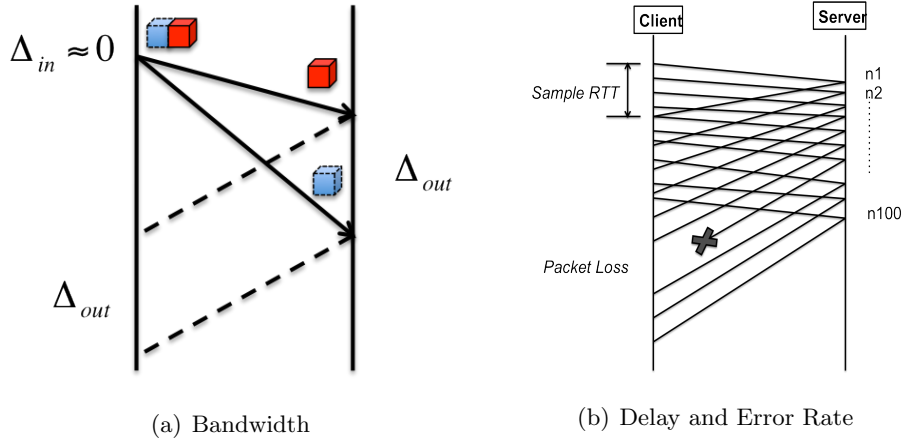 Δin ≈ 0
Δout
Δout
(a) Bandwidth
Client
Server
Sample RTT
n1
n2
n100
Packet Loss
(b) Delay and Error Rate